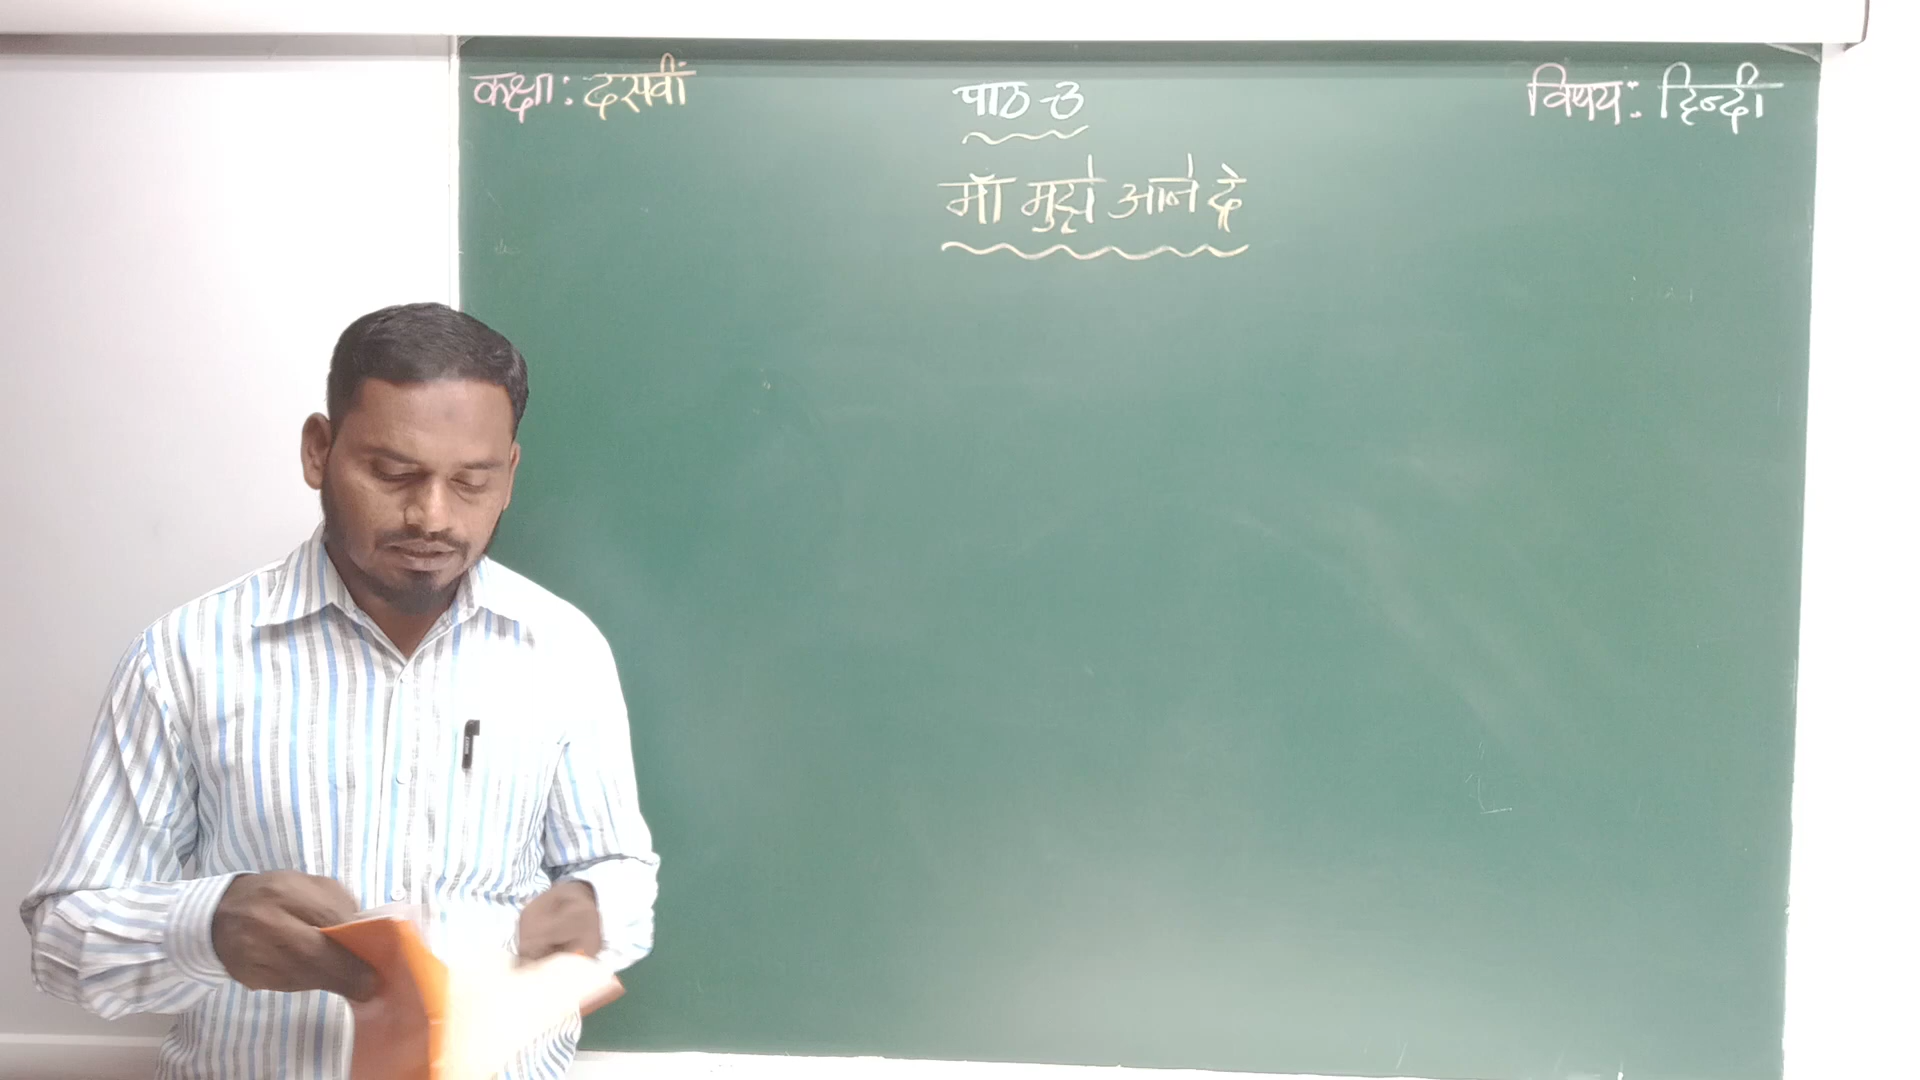 कक्षा: दसवीं
पाठ-3
विषय: हिन्दी
माँ मुझे आने दे